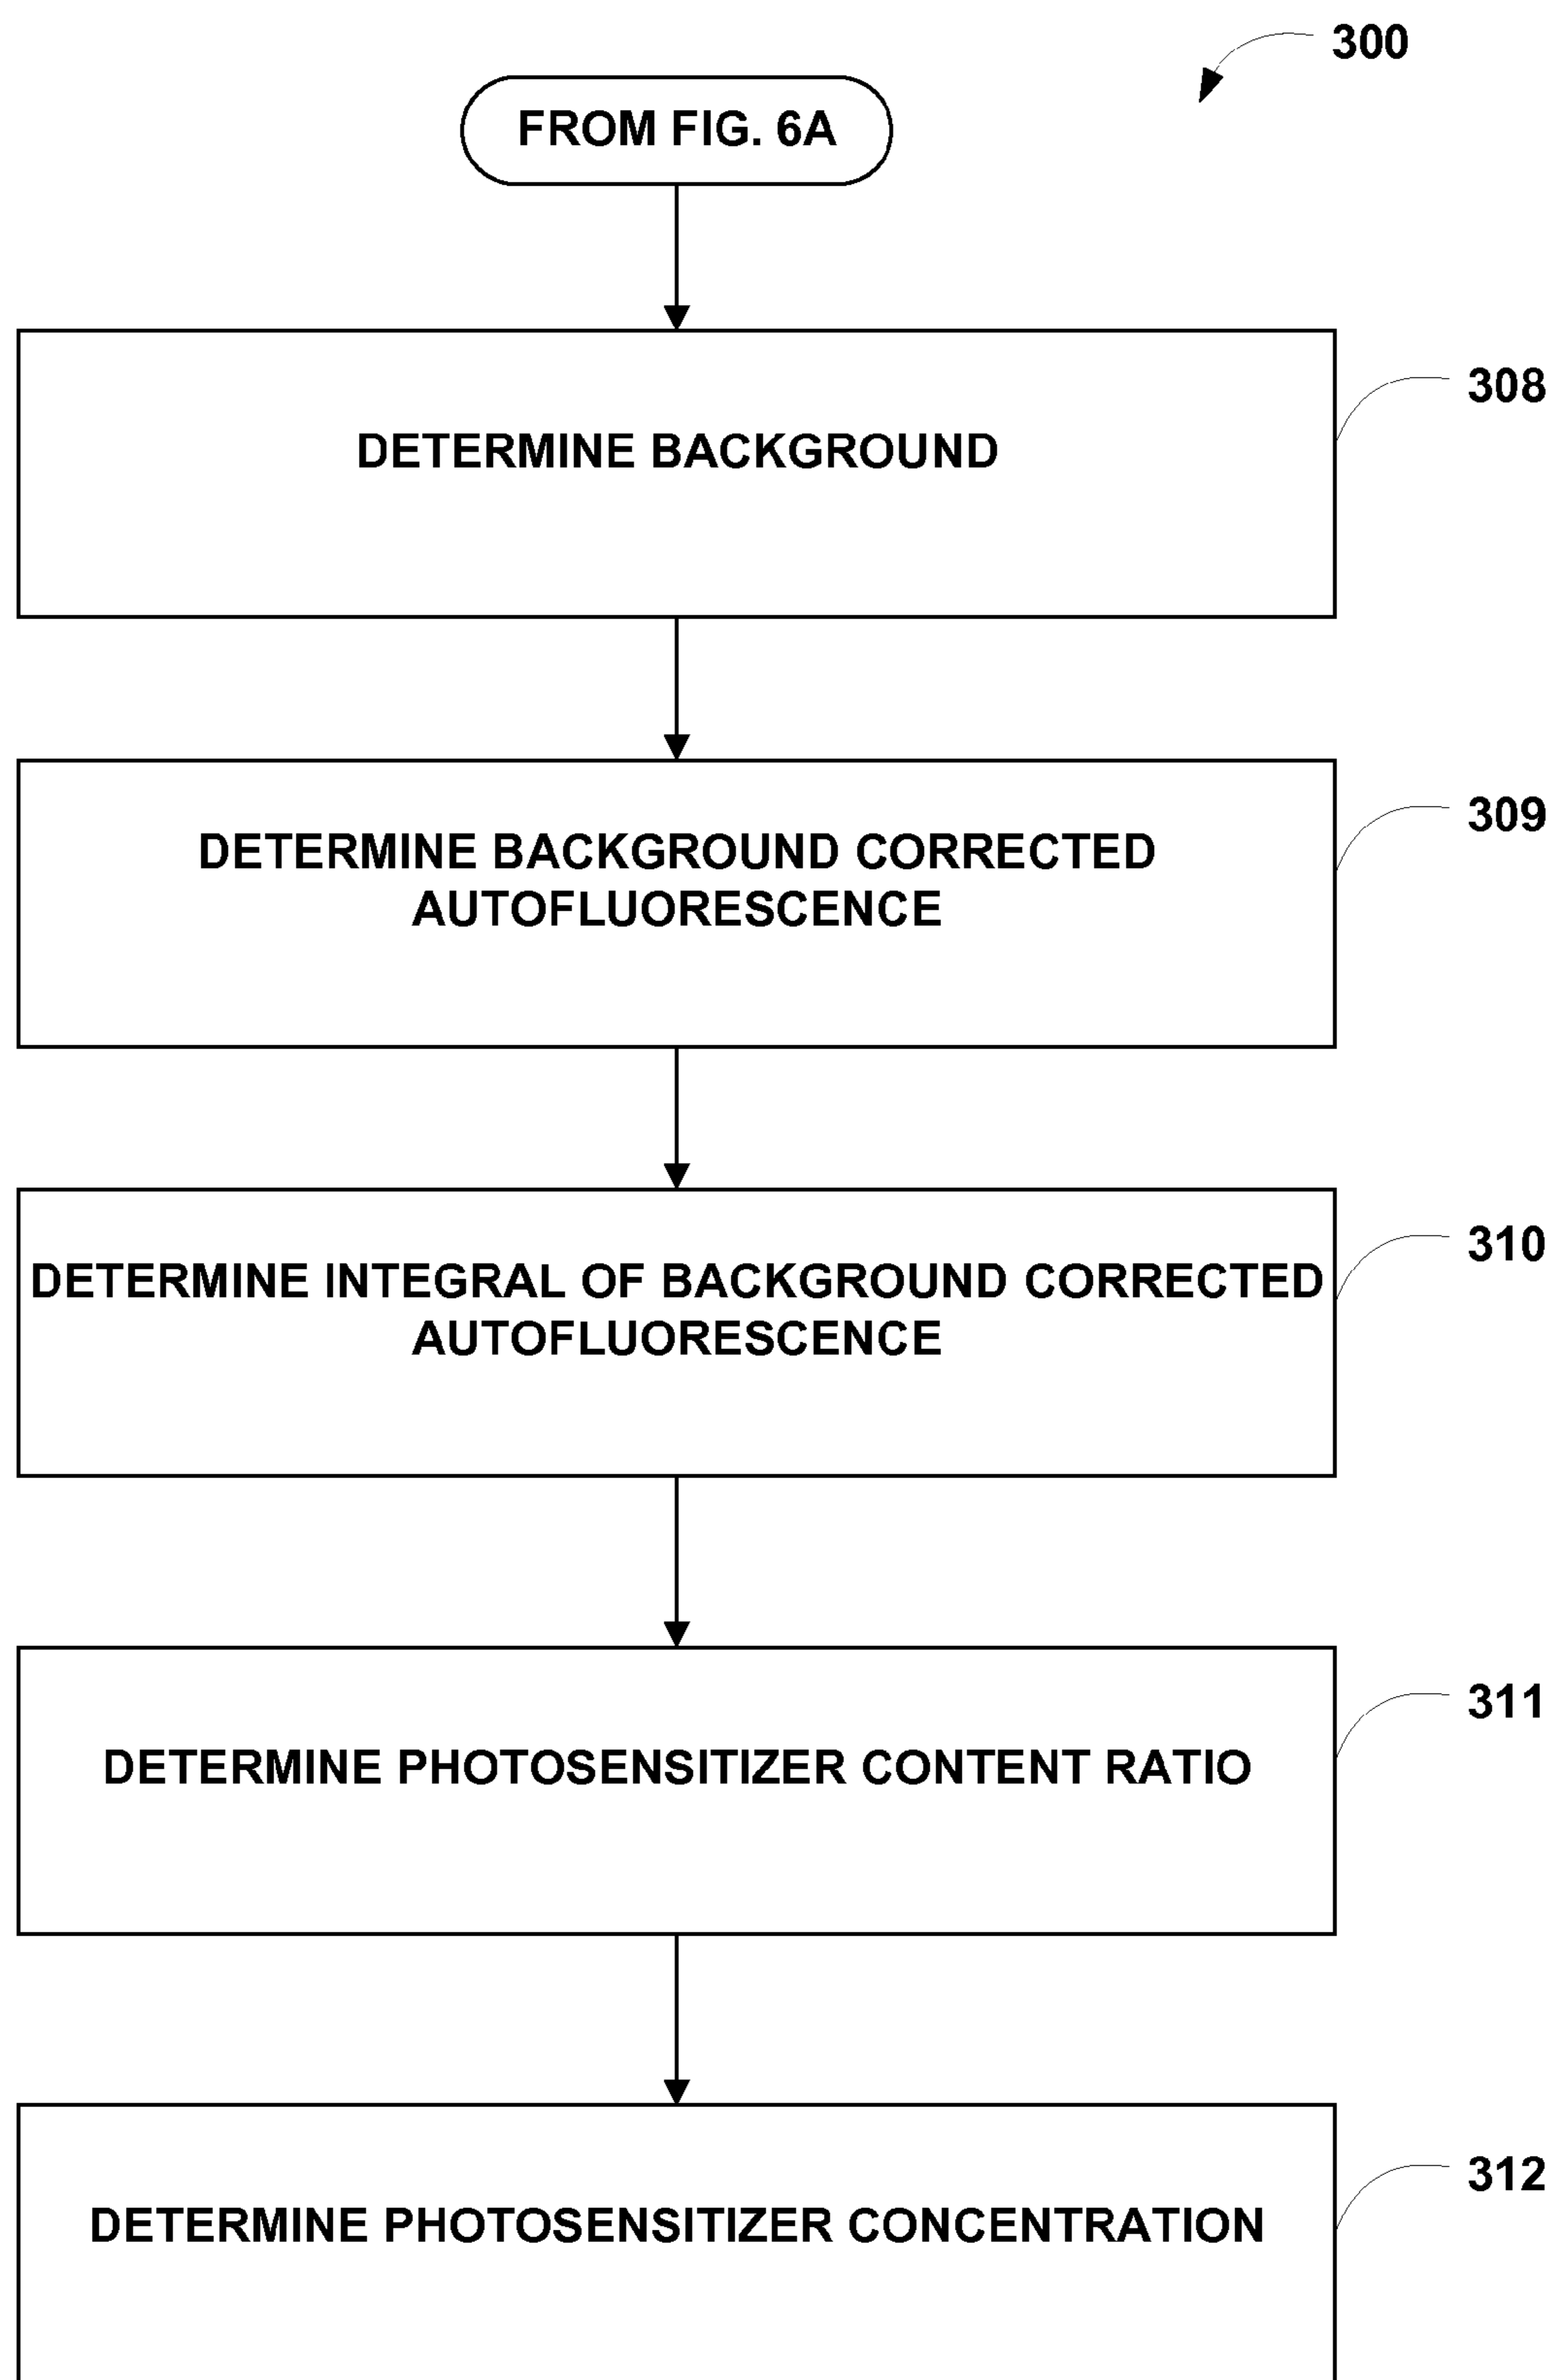 300
FROM FIG. 6A
308
DETERMINE BACKGROUND
309
DETERMINE BACKGROUND CORRECTED
AUTOFLUORESCENCE
310
DETERMINE INTEGRAL OF BACKGROUND CORRECTED
AUTOFLUORESCENCE
311
DETERMINE PHOTOSENSITIZER CONTENT RATIO
312
DETERMINE PHOTOSENSITIZER CONCENTRATION